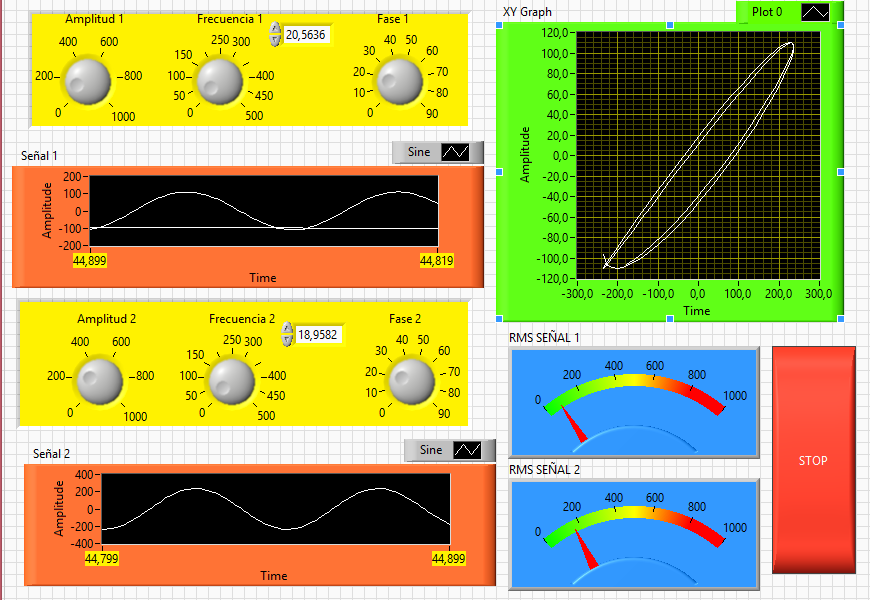 Amplitud 1
Frecuencia 1
20,5636
Fase 1
0 200 400 600 800 1000
0 50 100 150 250 300 400 450 500
0 10 20 30 40 50 60 70 80 90
Señal 1
Sine
Amplitude
200
100
0
-100
-200
44,899
44,819
Time
Amplitud 2
Frecuencia 2
18,9582
Fase 2
0 200 400 600 800 1000
0 50 100 150 250 300 400 450 500
0 10 20 30 40 50 60 70 80 90
Señal 2
Sine
Amplitude
400
200
0
-200
-400
44,799
44,899
Time
XY Graph
Plot 0
Amplitude
120,0
100,0
80,0
60,0
40,0
20,0
0,0
-20,0
-40,0
-60,0
-80,0
-100,0
-120,0
-300,0 -200,0 -100,0 0,0 100,0 200,0 300,0
Time
RMS SEÑAL 1
0 200 400 600 800 1000
RMS SEÑAL 2
0 200 400 600 800 1000
STOP